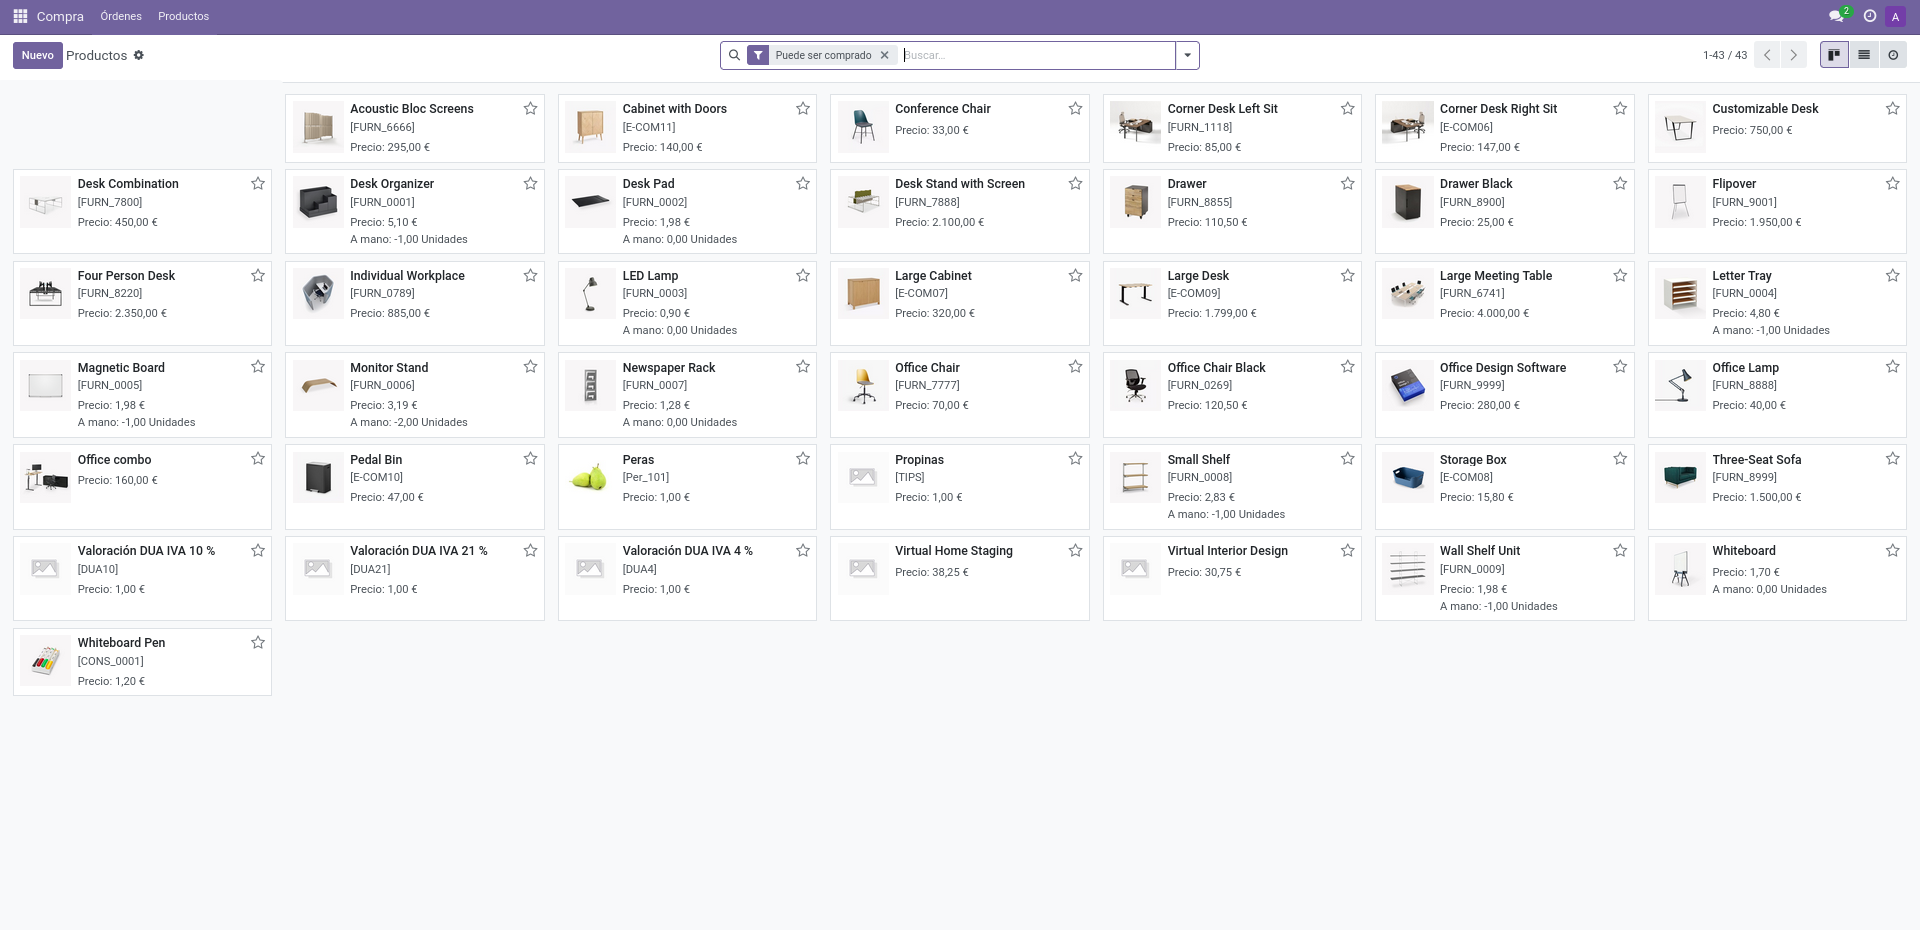 Compra
Órdenes
Productos
2
A
Nuevo
Productos
Puede ser comprado
Buscar...
1-43 / 43
Acoustic Bloc Screens
[FURN_6666]
Precio: 295,00 €
Cabinet with Doors
[E-COM11]
Precio: 140,00 €
Conference Chair
Precio: 33,00 €
Corner Desk Left Sit
[FURN_1118]
Precio: 85,00 €
Corner Desk Right Sit
[E-COM06]
Precio: 147,00 €
Customizable Desk
Precio: 750,00 €
Desk Combination
[FURN_7800]
Precio: 450,00 €
Desk Organizer
[FURN_0001]
Precio: 5,10 €
A mano: -1,00 Unidades
Desk Pad
[FURN_0002]
Precio: 1,98 €
A mano: 0,00 Unidades
Desk Stand with Screen
[FURN_7888]
Precio: 2.100,00 €
Drawer
[FURN_8855]
Precio: 110,50 €
Drawer Black
[FURN_8900]
Precio: 25,00 €
Flipover
[FURN_9001]
Precio: 1.950,00 €
Four Person Desk
[FURN_8220]
Precio: 2.350,00 €
Individual Workplace
[FURN_0789]
Precio: 885,00 €
LED Lamp
[FURN_0003]
Precio: 0,90 €
A mano: 0,00 Unidades
Large Cabinet
[E-COM07]
Precio: 320,00 €
Large Desk
[E-COM09]
Precio: 1.799,00 €
Large Meeting Table
[FURN_6741]
Precio: 4.000,00 €
Letter Tray
[FURN_0004]
Precio: 4,80 €
A mano: -1,00 Unidades
Magnetic Board
[FURN_0005]
Precio: 1,98 €
A mano: -1,00 Unidades
Monitor Stand
[FURN_0006]
Precio: 3,19 €
A mano: -2,00 Unidades
Newspaper Rack
[FURN_0007]
Precio: 1,28 €
A mano: 0,00 Unidades
Office Chair
[FURN_7777]
Precio: 70,00 €
Office Chair Black
[FURN_0269]
Precio: 120,50 €
Office Design Software
[FURN_9999]
Precio: 280,00 €
Office Lamp
[FURN_8888]
Precio: 40,00 €
Office combo
Precio: 160,00 €
Pedal Bin
[E-COM10]
Precio: 47,00 €
Peras
[Per_101]
Precio: 1,00 €
Propinas
[TIPS]
Precio: 1,00 €
Small Shelf
[FURN_0008]
Precio: 2,83 €
A mano: -1,00 Unidades
Storage Box
[E-COM08]
Precio: 15,80 €
Three-Seat Sofa
[FURN_8999]
Precio: 1.500,00 €
Valoración DUA IVA 10 %
[DUA10]
Precio: 1,00 €
Valoración DUA IVA 21 %
[DUA21]
Precio: 1,00 €
Valoración DUA IVA 4 %
[DUA4]
Precio: 1,00 €
Virtual Home Staging
Precio: 38,25 €
Virtual Interior Design
Precio: 30,75 €
Wall Shelf Unit
[FURN_0009]
Precio: 1,98 €
A mano: -1,00 Unidades
Whiteboard
Precio: 1,70 €
A mano: 0,00 Unidades
Whiteboard Pen
[CONS_0001]
Precio: 1,20 €